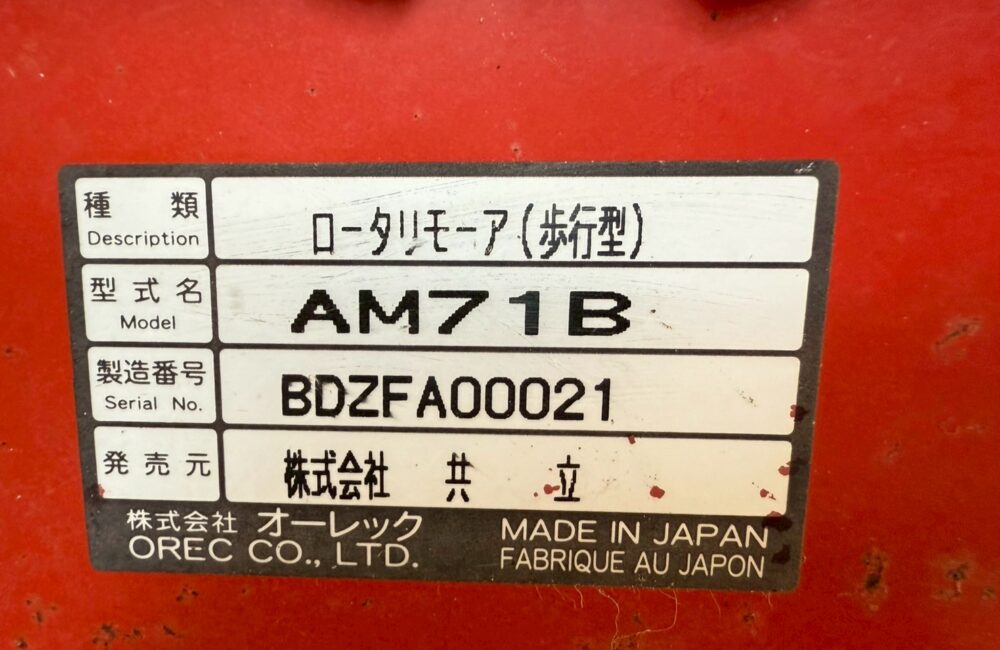 種類 ロータリモーア(歩行型)
Description
型式名 AM71B
Model
製造番号 BDZFA00021
Serial No.
発売元 株式会社 共立
株式会社 オーレック MADE IN JAPAN
OREC CO., LTD. FABRIQUE AU JAPON